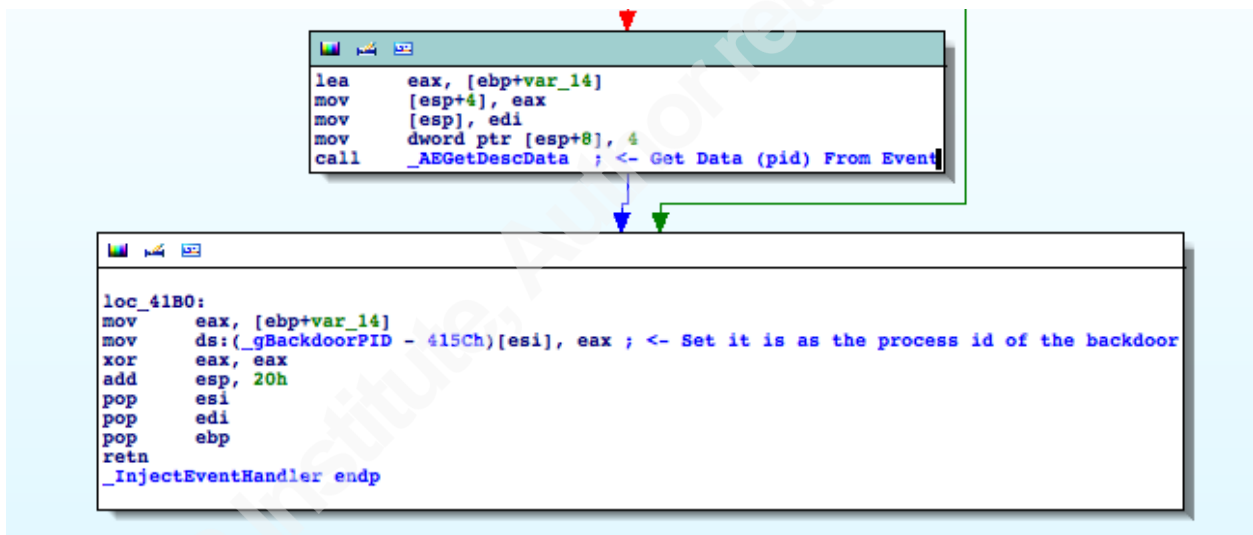 lea eax, [ebp+var_14]
mov [esp+4], eax
mov [esp], edi
mov dword ptr [esp+8], 4
call _AEGetDescData ; <- Get Data (pid) From Event
loc_41B0:
mov eax, [ebp+var_14]
mov ds:(_gBackdoorPID - 415Ch)[esi], eax ; <- Set it is as the process id of the backdoor
xor eax, eax
add esp, 20h
pop esi
pop edi
pop ebp
retn
_InjectEventHandler endp
Institute, Author re